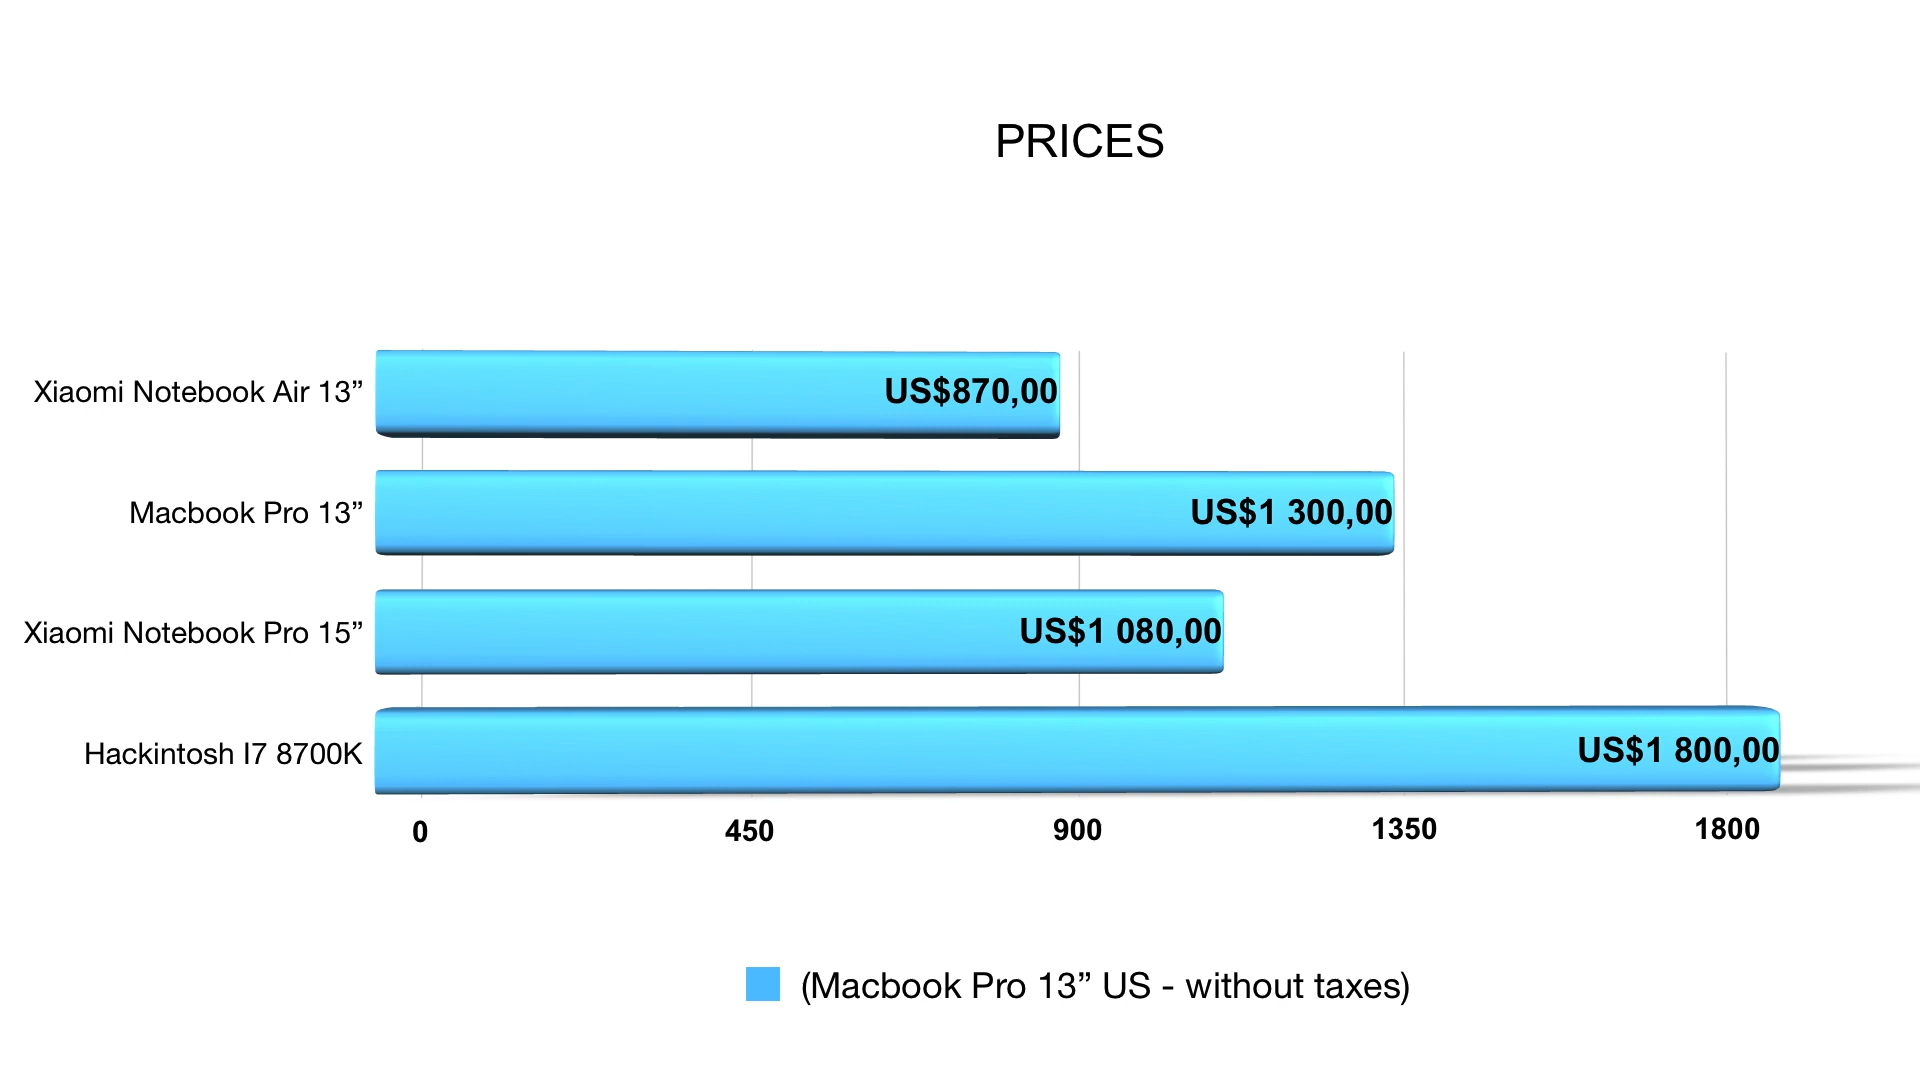 PRICES
Xiaomi Notebook Air 13”
US$870,00
Macbook Pro 13”
US$1 300,00
Xiaomi Notebook Pro 15”
US$1 080,00
Hackintosh I7 8700K
US$1 800,00
0 450 900 1350 1800
(Macbook Pro 13” US - without taxes)